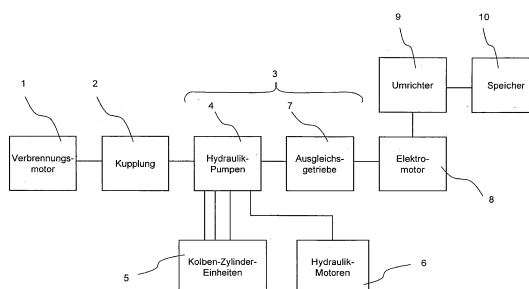 9
10
3
1
2
4
7
Umrichter
Speicher
Verbrennungs-
motor
Kupplung
Hydraulik-
Pumpen
Ausgleichs-
getriebe
Elektro-
motor
8
Kolben-Zylinder-
Einheiten
Hydraulik-
Motoren
5
6